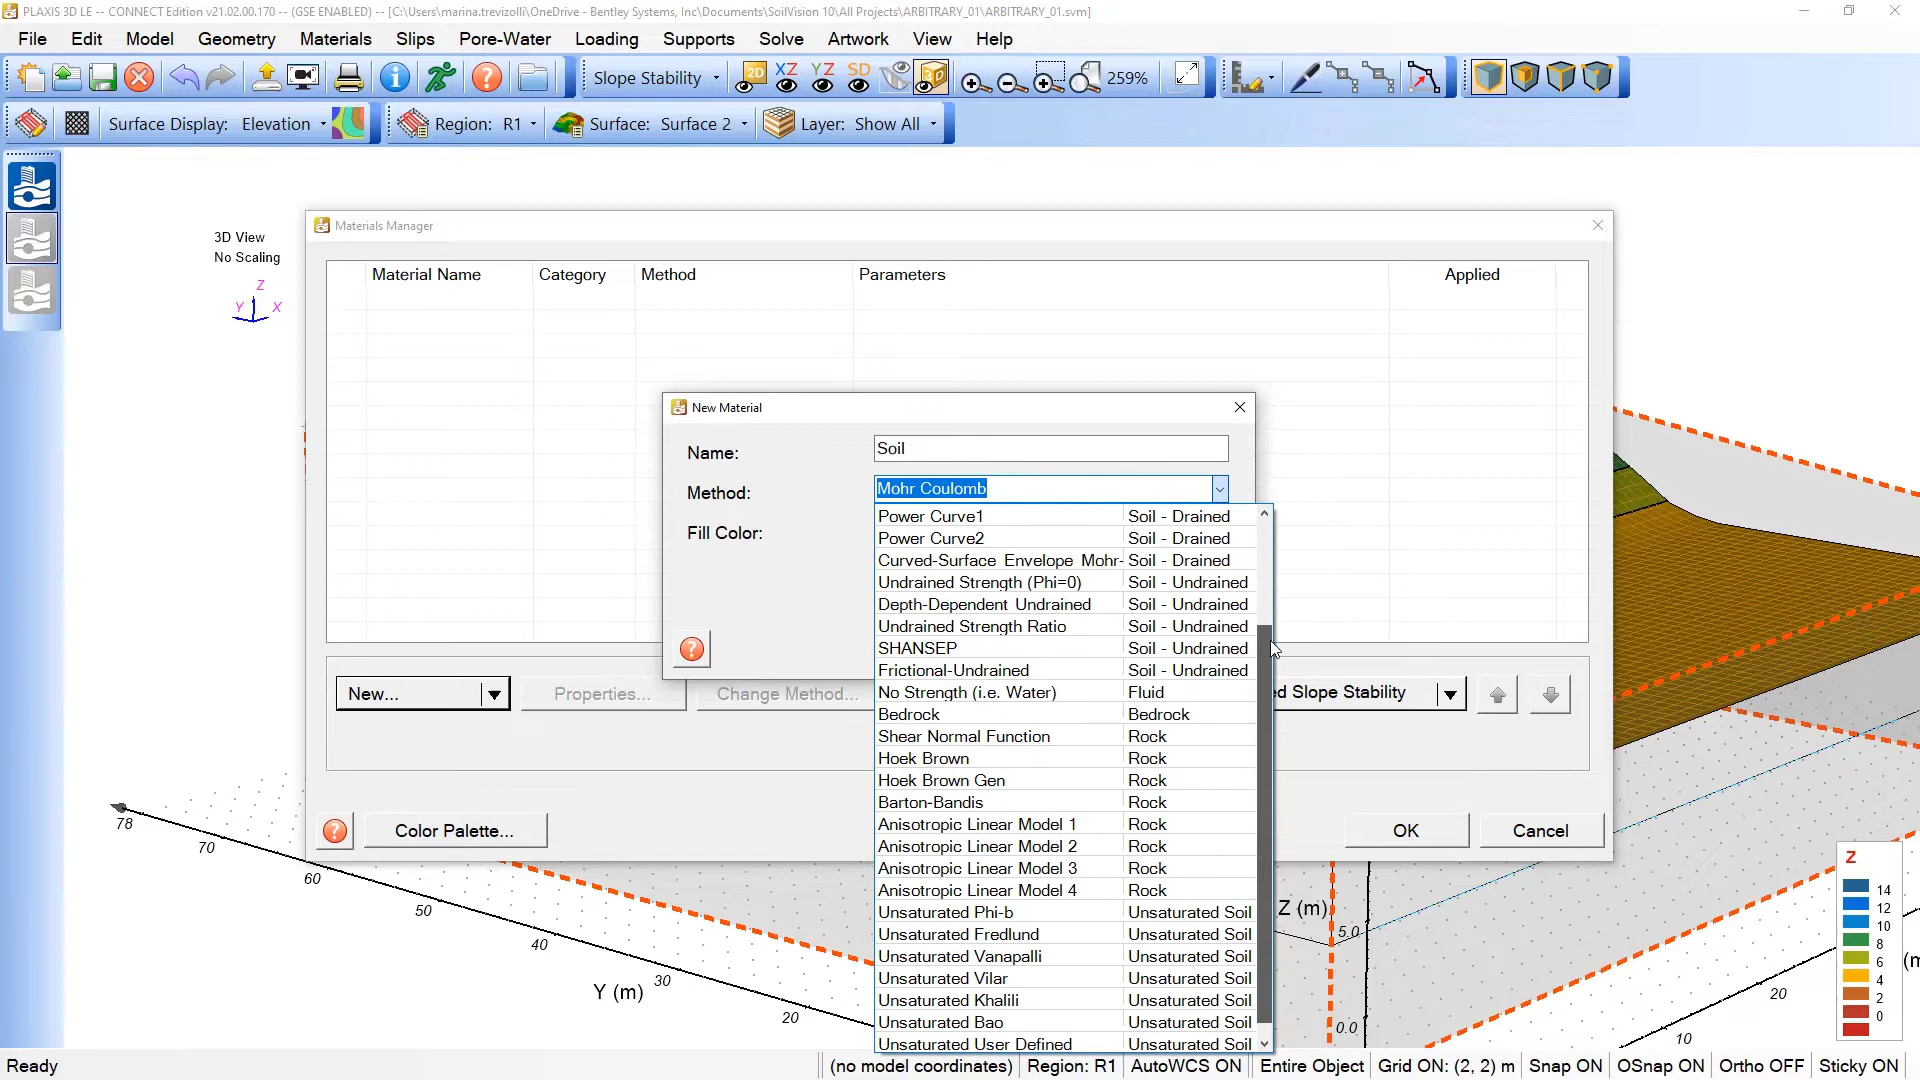 PLAXIS 3D LE -- CONNECT Edition v21.02.00.170 -- (GSE ENABLED) -- [C:\Users\marina.trevizolli\OneDrive - Bentley Systems, Inc\Documents\SoilVision 10\All Projects\ARBITRARY_01\ARBITRARY_01.svm]
File Edit Model Geometry Materials Slips Pore-Water Loading Supports Solve Artwork View Help
Slope Stability 2D XZ YZ SD 3D 259%
Surface Display: Elevation Region: R1 Surface: Surface 2 Layer: Show All
3D View
No Scaling
Z
Y X
Materials Manager
Material Name Category Method Parameters Applied
New Material
Name: Soil
Method: Mohr Coulomb
Fill Color:
Power Curve1 Soil - Drained
Power Curve2 Soil - Drained
Curved-Surface Envelope Mohr- Soil - Drained
Undrained Strength (Phi=0) Soil - Undrained
Depth-Dependent Undrained Soil - Undrained
Undrained Strength Ratio Soil - Undrained
SHANSEP Soil - Undrained
Frictional-Undrained Soil - Undrained
No Strength (i.e. Water) Fluid
Bedrock Bedrock
Shear Normal Function Rock
Hoek Brown Rock
Hoek Brown Gen Rock
Barton-Bandis Rock
Anisotropic Linear Model 1 Rock
Anisotropic Linear Model 2 Rock
Anisotropic Linear Model 3 Rock
Anisotropic Linear Model 4 Rock
Unsaturated Phi-b Unsaturated Soil
Unsaturated Fredlund Unsaturated Soil
Unsaturated Vanapalli Unsaturated Soil
Unsaturated Vilar Unsaturated Soil
Unsaturated Khalili Unsaturated Soil
Unsaturated Bao Unsaturated Soil
Unsaturated User Defined Unsaturated Soil
New... Properties... Change Method... ed Slope Stability
Color Palette... OK Cancel
78
70
60
50
40
30
20
Y (m)
Z (m)
5.0
0.0
10
20
(m
Z
14
12
10
8
6
4
2
0
Ready (no model coordinates) Region: R1 AutoWCS ON Entire Object Grid ON: (2, 2) m Snap ON OSnap ON Ortho OFF Sticky ON